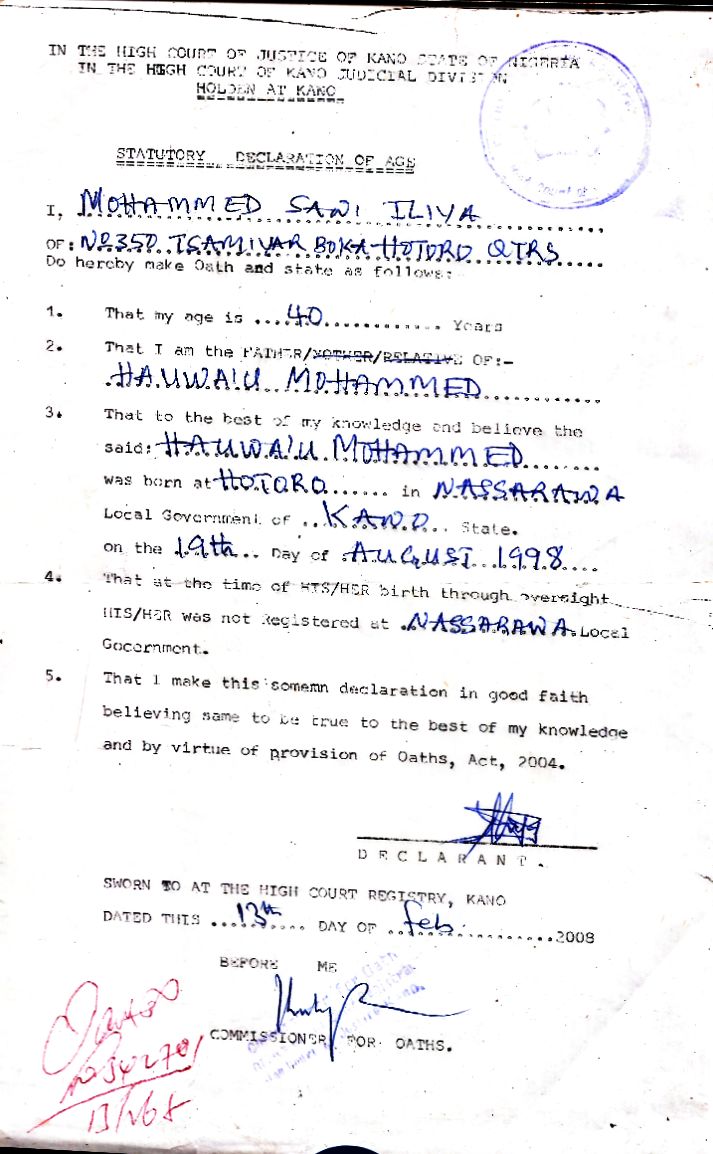 IN THE HIGH COURT OF JUSTICE OF KANO STATE OF NIGERIA
IN THE HIGH COURT OF KANO JUDICIAL DIVISION
HOLDEN AT KANO
STATUTORY DECLARATION OF AGE
I, MOHAMMED SANI ILIYA
OF: No 350 TSAMIYAR BOKA HOTORO QTRS
Do hereby make Oath and state as follows:
1. That my age is ....40............ Years
2. That I am the FATHER/MOTHER/RELATIVE OF:-
HAUWA'U MOHAMMED
3. That to the best of my knowledge and believe the
said: HAUWA'U MOHAMMED
was born at HOTORO....... in NASSARAWA
Local Government of ..KANO... State.
on the 19th.. Day of AUGUST 1998....
4. That at the time of HIS/HER birth through oversight
HIS/HER was not Registered at .NASSARAWA.Local
Gocernment.
5. That I make this somemn declaration in good faith
believing same to be true to the best of my knowledge
and by virtue of provision of Oaths, Act, 2004.
DECLARANT.
SWORN TO AT THE HIGH COURT REGISTRY, KANO
DATED THIS ...13th..... DAY OF ..feb.............2008
BEFORE ME
COMMISSIONER FOR OATHS.